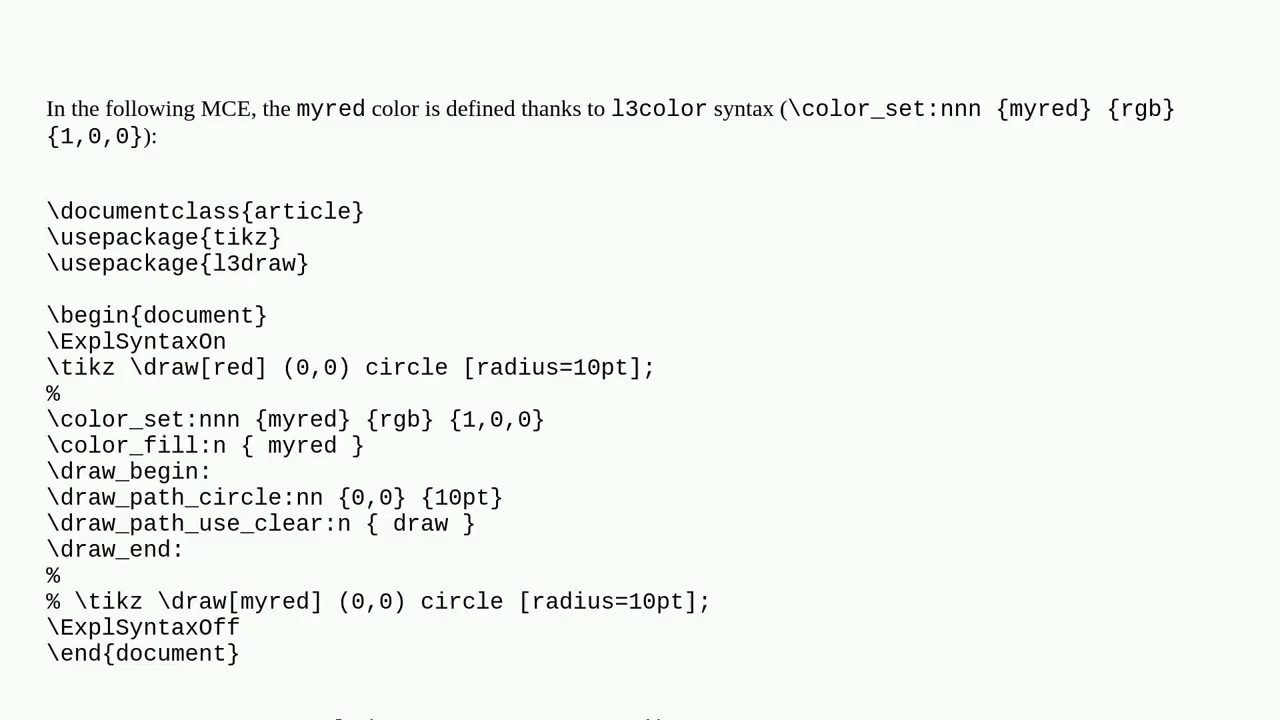 In the following MCE, the myred color is defined thanks to l3color syntax (\color_set:nnn {myred} {rgb}
{1,0,0}):
\documentclass{article}
\usepackage{tikz}
\usepackage{l3draw}
\begin{document}
\ExplSyntaxOn
\tikz \draw[red] (0,0) circle [radius=10pt];
%
\color_set:nnn {myred} {rgb} {1,0,0}
\color_fill:n { myred }
\draw_begin:
\draw_path_circle:nn {0,0} {10pt}
\draw_path_use_clear:n { draw }
\draw_end:
%
% \tikz \draw[myred] (0,0) circle [radius=10pt];
\ExplSyntaxOff
\end{document}